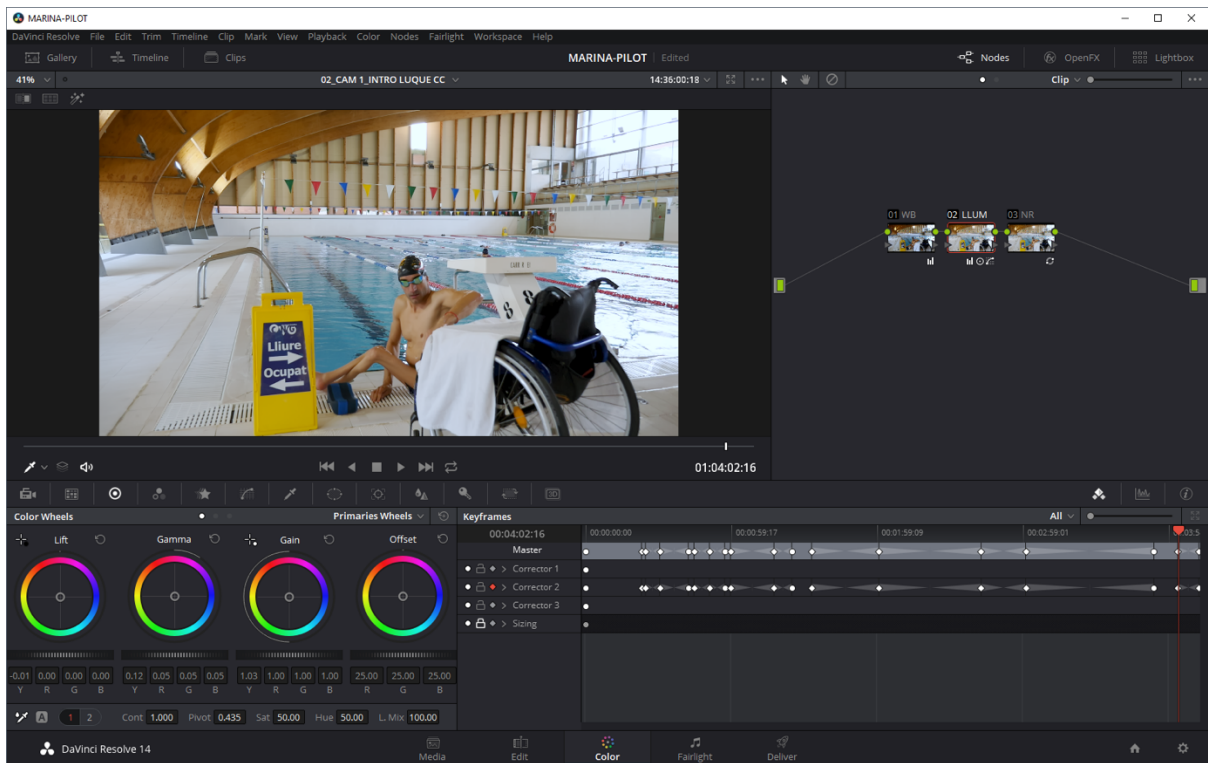 MARINA-PILOT
DaVinci Resolve File Edit Trim Timeline Clip Mark View Playback Color Nodes Fairlight Workspace Help
Gallery Timeline Clips MARINA-PILOT Edited Nodes OpenFX Lightbox
41% 02_CAM 1_INTRO LUQUE CC 14:36:00:18 Clip
01 WB 02 LLUM 03 NR
8 8
Lliure
Ocupat
01:04:02:16
3D
Color Wheels Primaries Wheels Keyframes All
Lift Gamma Gain Offset
00:04:02:16 00:00:00:00 00:00:59:17 00:01:59:09 00:02:59:01
Master
Corrector 1
Corrector 2
Corrector 3
Sizing
-0.01 0.00 0.00 0.00 0.12 0.05 0.05 0.05 1.03 1.00 1.00 1.00 25.00 25.00 25.00
Y R G B Y R G B Y R G B R G B
A 1 2 Cont 1.000 Pivot 0.435 Sat 50.00 Hue 50.00 L. Mix 100.00
DaVinci Resolve 14 Media Edit Color Fairlight Deliver